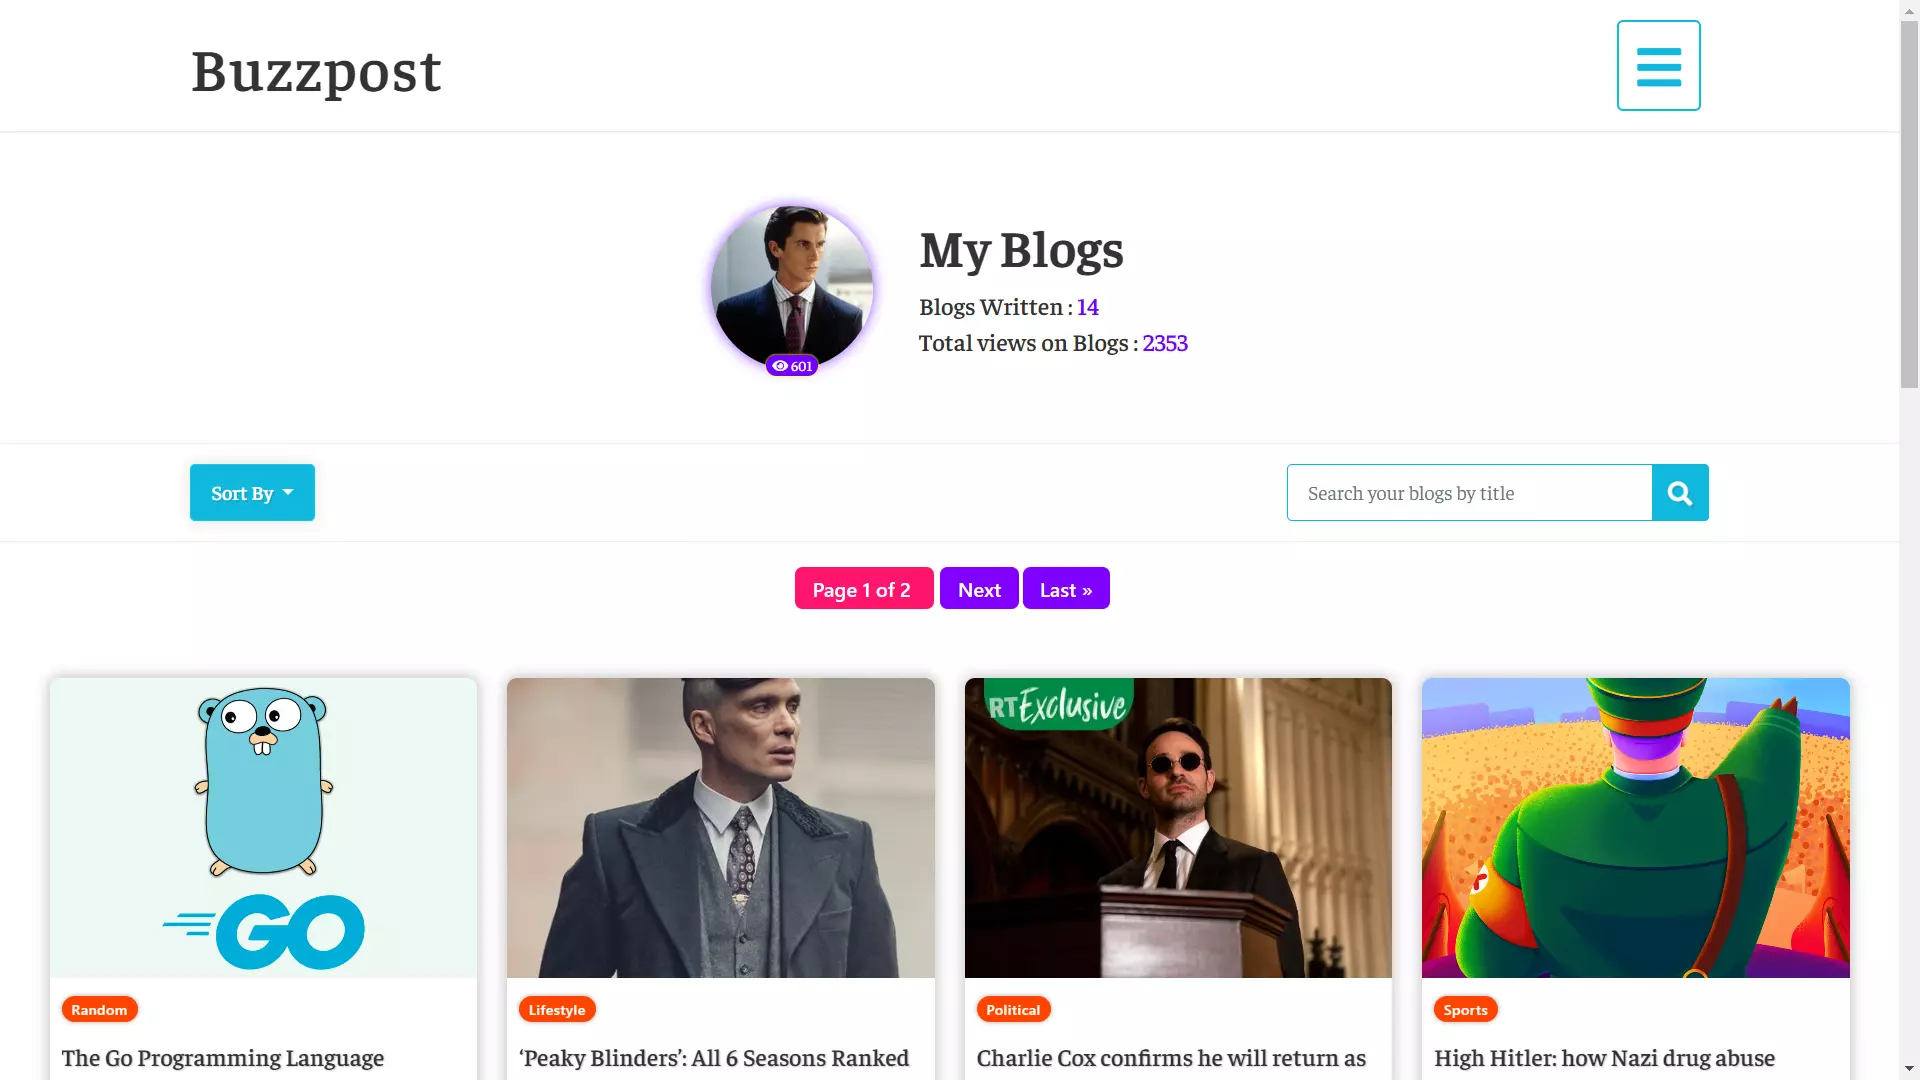 Buzzpost
My Blogs
Blogs Written : 14
Total views on Blogs : 2353
601
Sort By
Search your blogs by title
Page 1 of 2
Next
Last »
RTExclusive
GO
Random
Lifestyle
Political
Sports
The Go Programming Language
‘Peaky Blinders’: All 6 Seasons Ranked
Charlie Cox confirms he will return as
High Hitler: how Nazi drug abuse